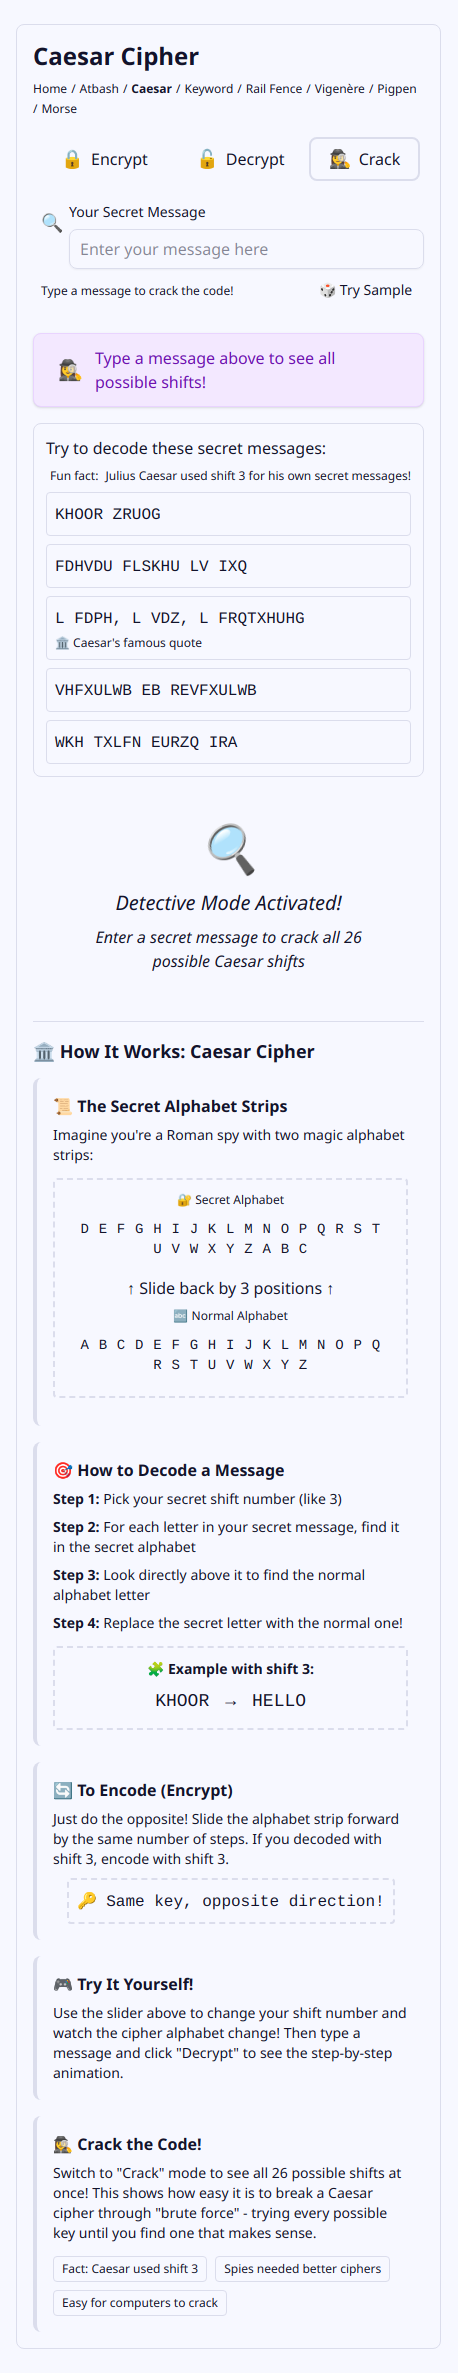 Caesar Cipher
Home / Atbash / Caesar / Keyword / Rail Fence / Vigenère / Pigpen
/ Morse
🔒 Encrypt 🔓 Decrypt 🕵️ Crack
🔍 Your Secret Message
Enter your message here
Type a message to crack the code! 🎲 Try Sample
🕵️ Type a message above to see all
possible shifts!
Try to decode these secret messages:
Fun fact: Julius Caesar used shift 3 for his own secret messages!
KHOOR ZRUOG
FDHVDU FLSKHU LV IXQ
L FDPH, L VDZ, L FRQTXHUHG
🏛️ Caesar's famous quote
VHFXULWB EB REVFXULWB
WKH TXLFN EURZQ IRA
🔍
Detective Mode Activated!
Enter a secret message to crack all 26
possible Caesar shifts
🏛️ How It Works: Caesar Cipher
📜 The Secret Alphabet Strips
Imagine you're a Roman spy with two magic alphabet
strips:
🔐 Secret Alphabet
D E F G H I J K L M N O P Q R S T
U V W X Y Z A B C
↑ Slide back by 3 positions ↑
🔤 Normal Alphabet
A B C D E F G H I J K L M N O P Q
R S T U V W X Y Z
🎯 How to Decode a Message
Step 1: Pick your secret shift number (like 3)
Step 2: For each letter in your secret message, find it
in the secret alphabet
Step 3: Look directly above it to find the normal
alphabet letter
Step 4: Replace the secret letter with the normal one!
🧩 Example with shift 3:
KHOOR → HELLO
🔄 To Encode (Encrypt)
Just do the opposite! Slide the alphabet strip forward
by the same number of steps. If you decoded with
shift 3, encode with shift 3.
🔑 Same key, opposite direction!
🎮 Try It Yourself!
Use the slider above to change your shift number and
watch the cipher alphabet change! Then type a
message and click "Decrypt" to see the step-by-step
animation.
🕵️ Crack the Code!
Switch to "Crack" mode to see all 26 possible shifts at
once! This shows how easy it is to break a Caesar
cipher through "brute force" - trying every possible
key until you find one that makes sense.
Fact: Caesar used shift 3 Spies needed better ciphers
Easy for computers to crack